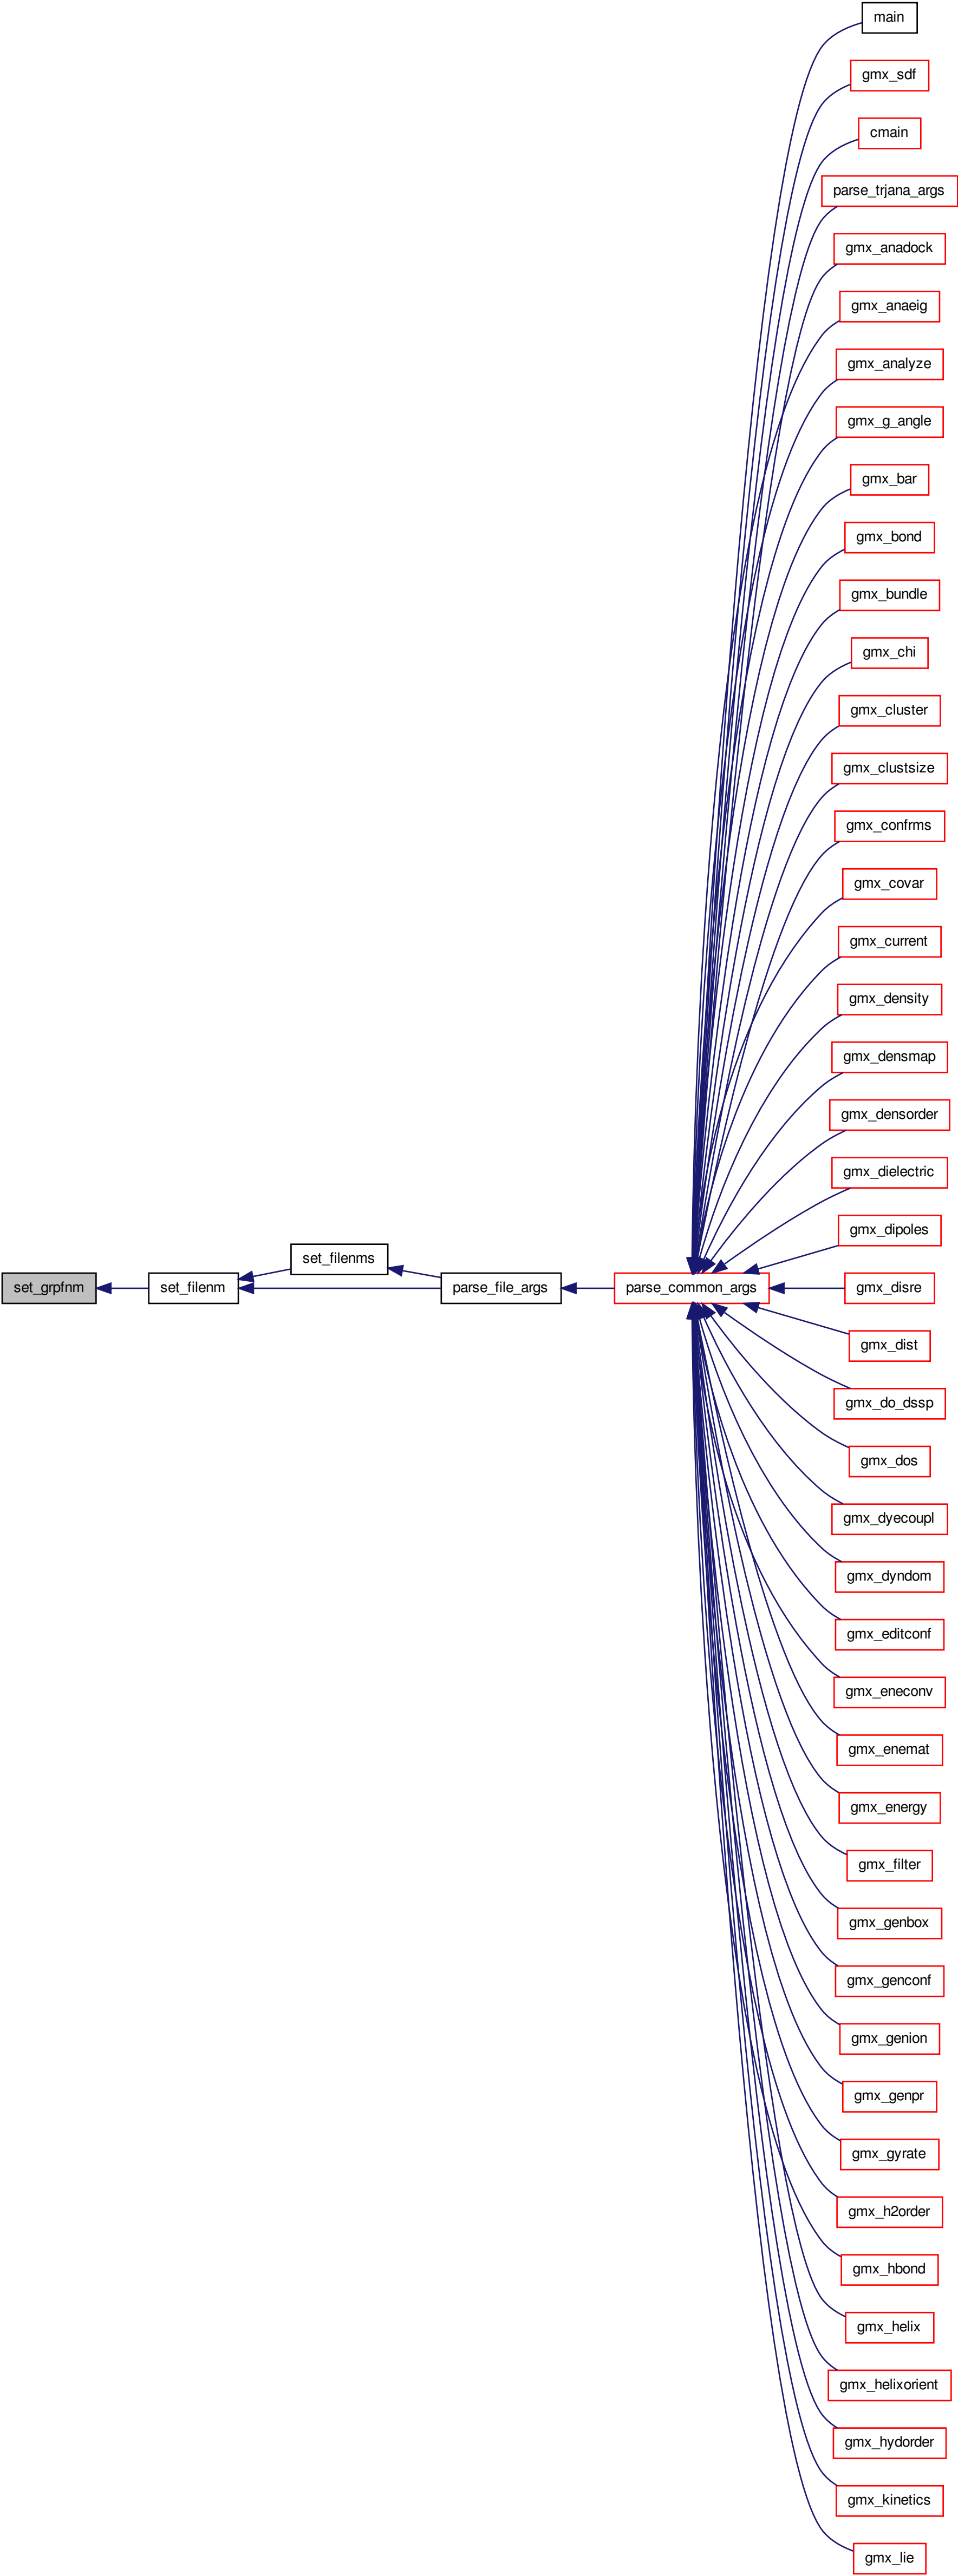 main
gmx_sdf
cmain
parse_trjana_args
gmx_anadock
gmx_anaeig
gmx_analyze
gmx_g_angle
gmx_bar
gmx_bond
gmx_bundle
gmx_chi
gmx_cluster
gmx_clustsize
gmx_confrms
gmx_covar
gmx_current
gmx_density
gmx_densmap
gmx_densorder
gmx_dielectric
gmx_dipoles
set_filenms
set_grpfnm
set_filenm
parse_file_args
parse_common_args
gmx_disre
gmx_dist
gmx_do_dssp
gmx_dos
gmx_dyecoupl
gmx_dyndom
gmx_editconf
gmx_eneconv
gmx_enemat
gmx_energy
gmx_filter
gmx_genbox
gmx_genconf
gmx_genion
gmx_genpr
gmx_gyrate
gmx_h2order
gmx_hbond
gmx_helix
gmx_helixorient
gmx_hydorder
gmx_kinetics
gmx_lie